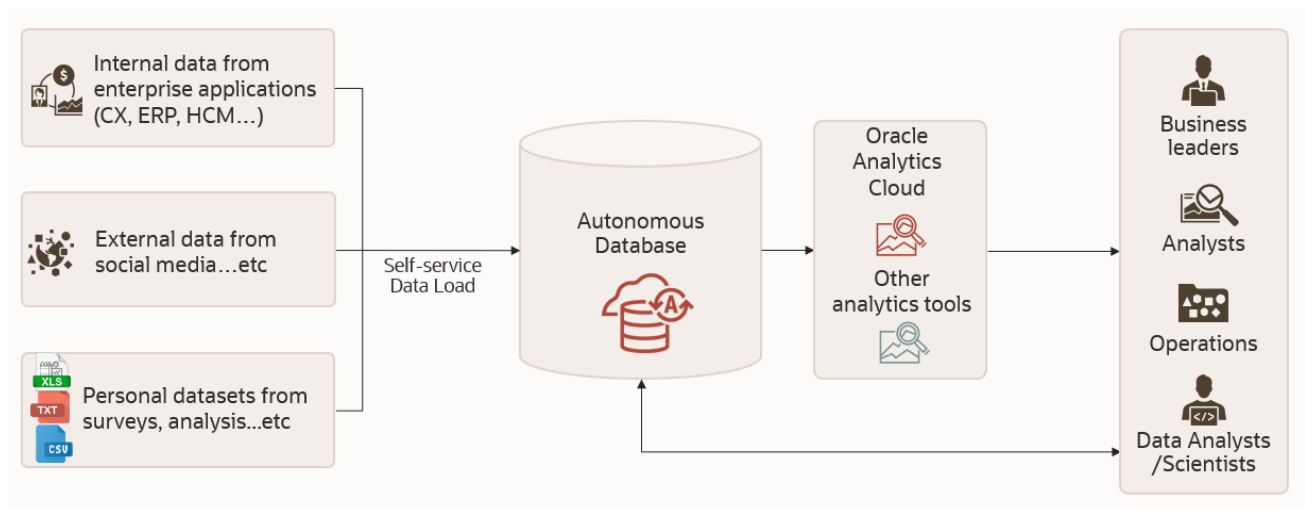 Internal data from
enterprise applications
(CX, ERP, HCM...)
External data from
social media...etc
XLS
TXT
CSV
Personal datasets from
surveys, analysis...etc
Self-service
Data Load
Autonomous
Database
A
Oracle
Analytics
Cloud
Other
analytics tools
Business
leaders
Analysts
Operations
Data Analysts
/Scientists